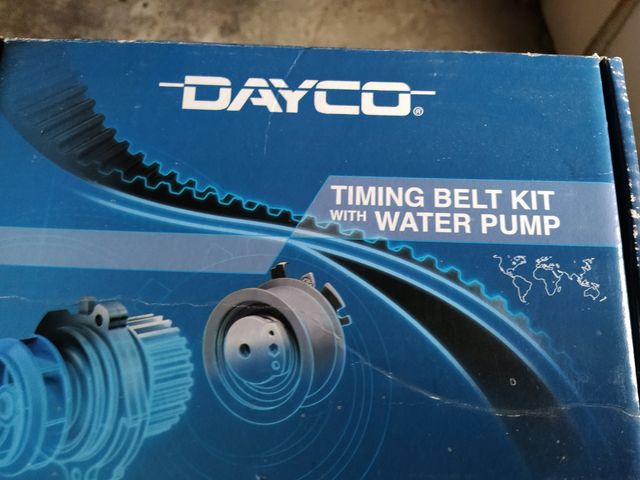 DAYCO®
TIMING BELT KIT
WITH WATER PUMP